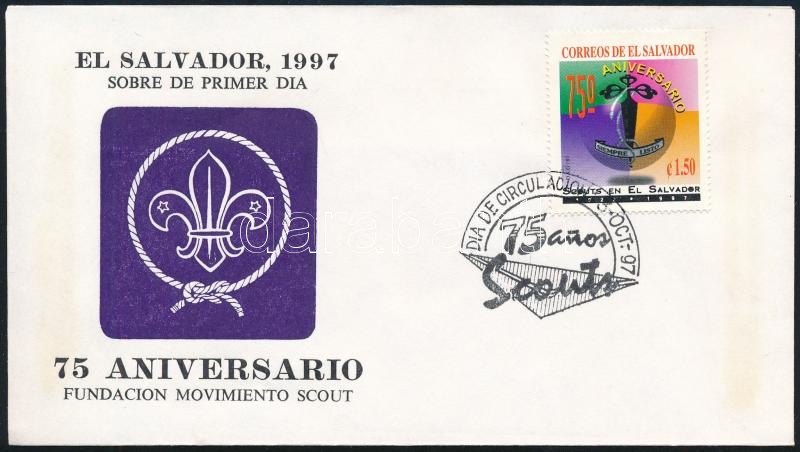 EL SALVADOR, 1997
SOBRE DE PRIMER DIA
75 ANIVERSARIO
FUNDACION MOVIMIENTO SCOUT
CORREOS DE EL SALVADOR
75º ANIVERSARIO
SIEMPRE LISTO
¢1.50
SCOUTS EN EL SALVADOR
1922 • 1997
DIA DE CIRCULACION
OCT-97
75 años
Scouts